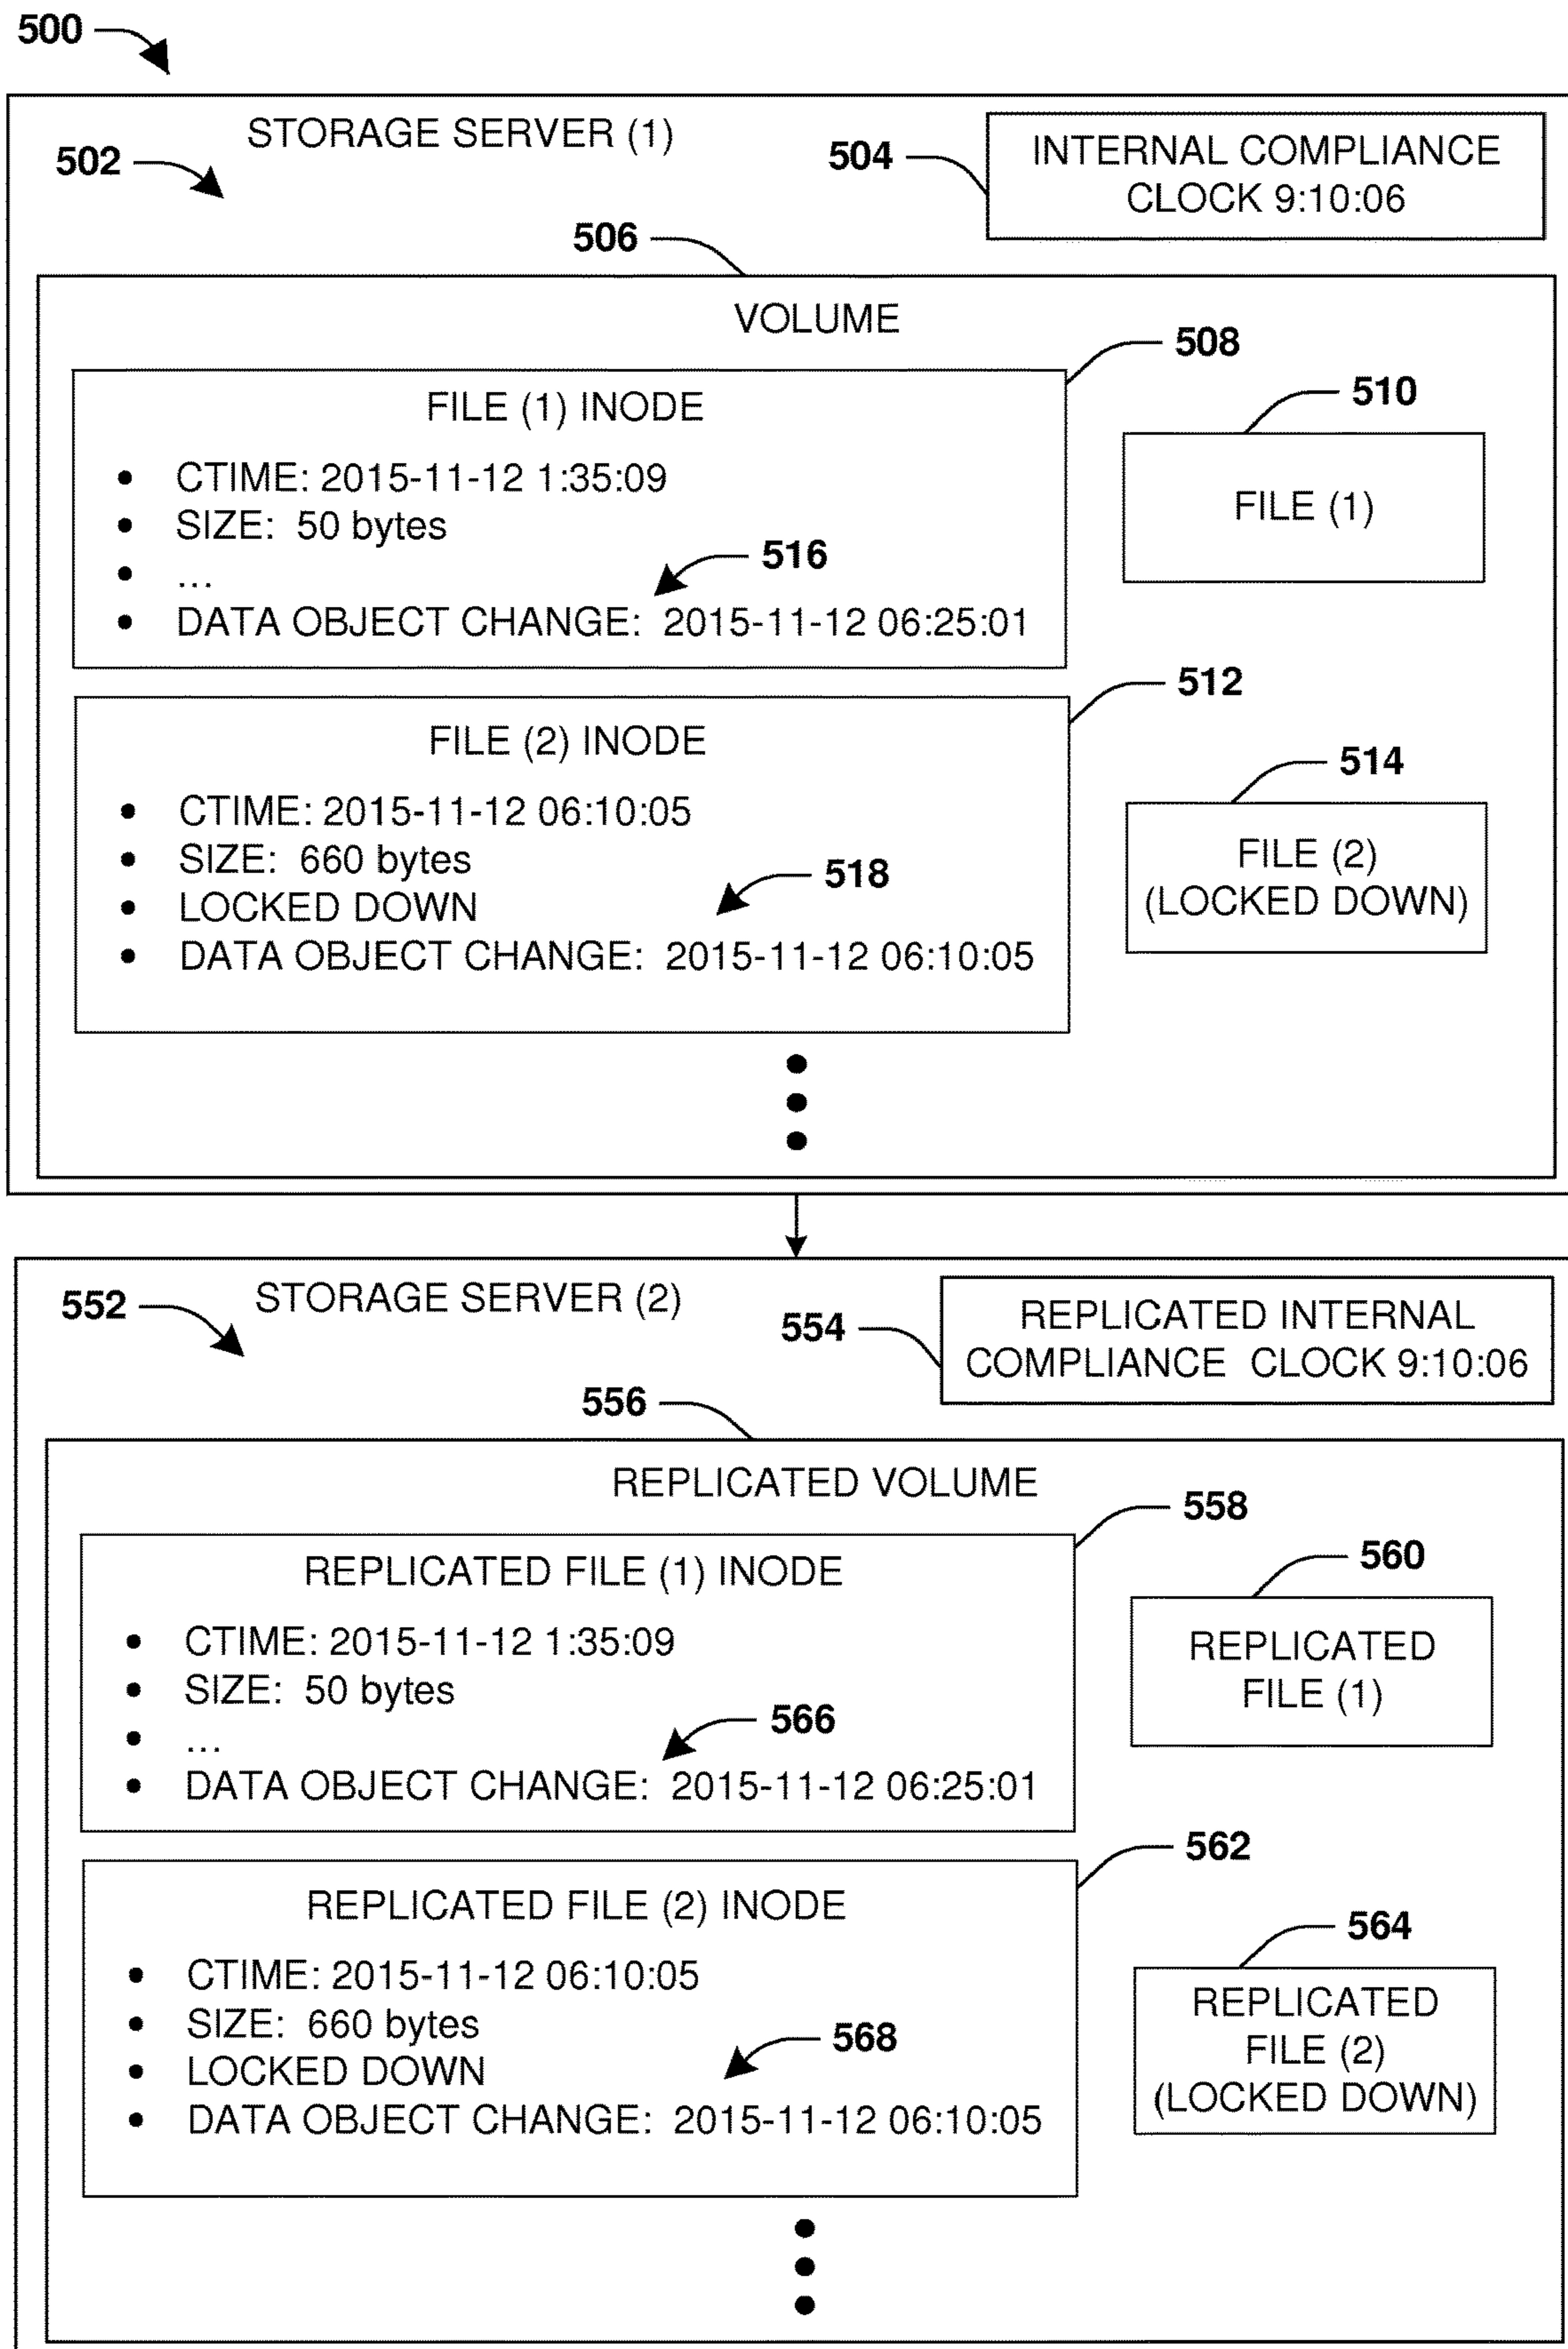 500
STORAGE SERVER (1)
502
504
INTERNAL COMPLIANCE
CLOCK 9:10:06
506
VOLUME
508
FILE (1) INODE
• CTIME: 2015-11-12 1:35:09
• SIZE: 50 bytes
• ...
• DATA OBJECT CHANGE: 2015-11-12 06:25:01
516
510
FILE (1)
512
FILE (2) INODE
• CTIME: 2015-11-12 06:10:05
• SIZE: 660 bytes
• LOCKED DOWN
• DATA OBJECT CHANGE: 2015-11-12 06:10:05
518
514
FILE (2)
(LOCKED DOWN)
STORAGE SERVER (2)
552
554
REPLICATED INTERNAL
COMPLIANCE CLOCK 9:10:06
556
REPLICATED VOLUME
558
REPLICATED FILE (1) INODE
• CTIME: 2015-11-12 1:35:09
• SIZE: 50 bytes
• ...
• DATA OBJECT CHANGE: 2015-11-12 06:25:01
566
560
REPLICATED
FILE (1)
562
REPLICATED FILE (2) INODE
• CTIME: 2015-11-12 06:10:05
• SIZE: 660 bytes
• LOCKED DOWN
• DATA OBJECT CHANGE: 2015-11-12 06:10:05
568
564
REPLICATED
FILE (2)
(LOCKED DOWN)